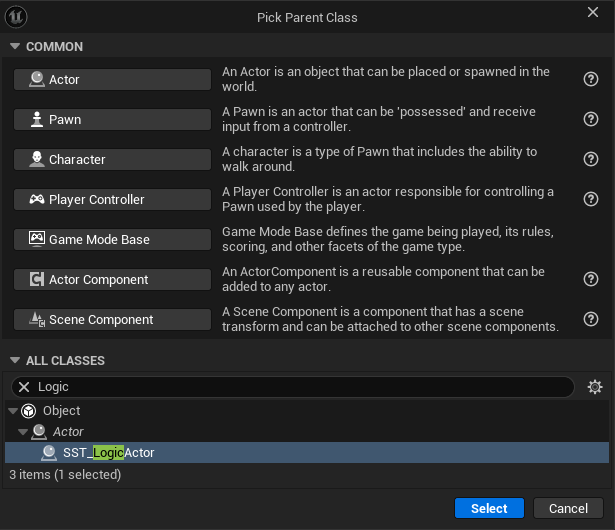 Pick Parent Class
COMMON
Actor
An Actor is an object that can be placed or spawned in the
world.
Pawn
A Pawn is an actor that can be 'possessed' and receive
input from a controller.
Character
A character is a type of Pawn that includes the ability to
walk around.
Player Controller
A Player Controller is an actor responsible for controlling a
Pawn used by the player.
Game Mode Base
Game Mode Base defines the game being played, its rules,
scoring, and other facets of the game type.
Actor Component
An ActorComponent is a reusable component that can be
added to any actor.
Scene Component
A Scene Component is a component that has a scene
transform and can be attached to other scene components.
ALL CLASSES
Logic
Object
Actor
SST_LogicActor
3 items (1 selected)
Select
Cancel